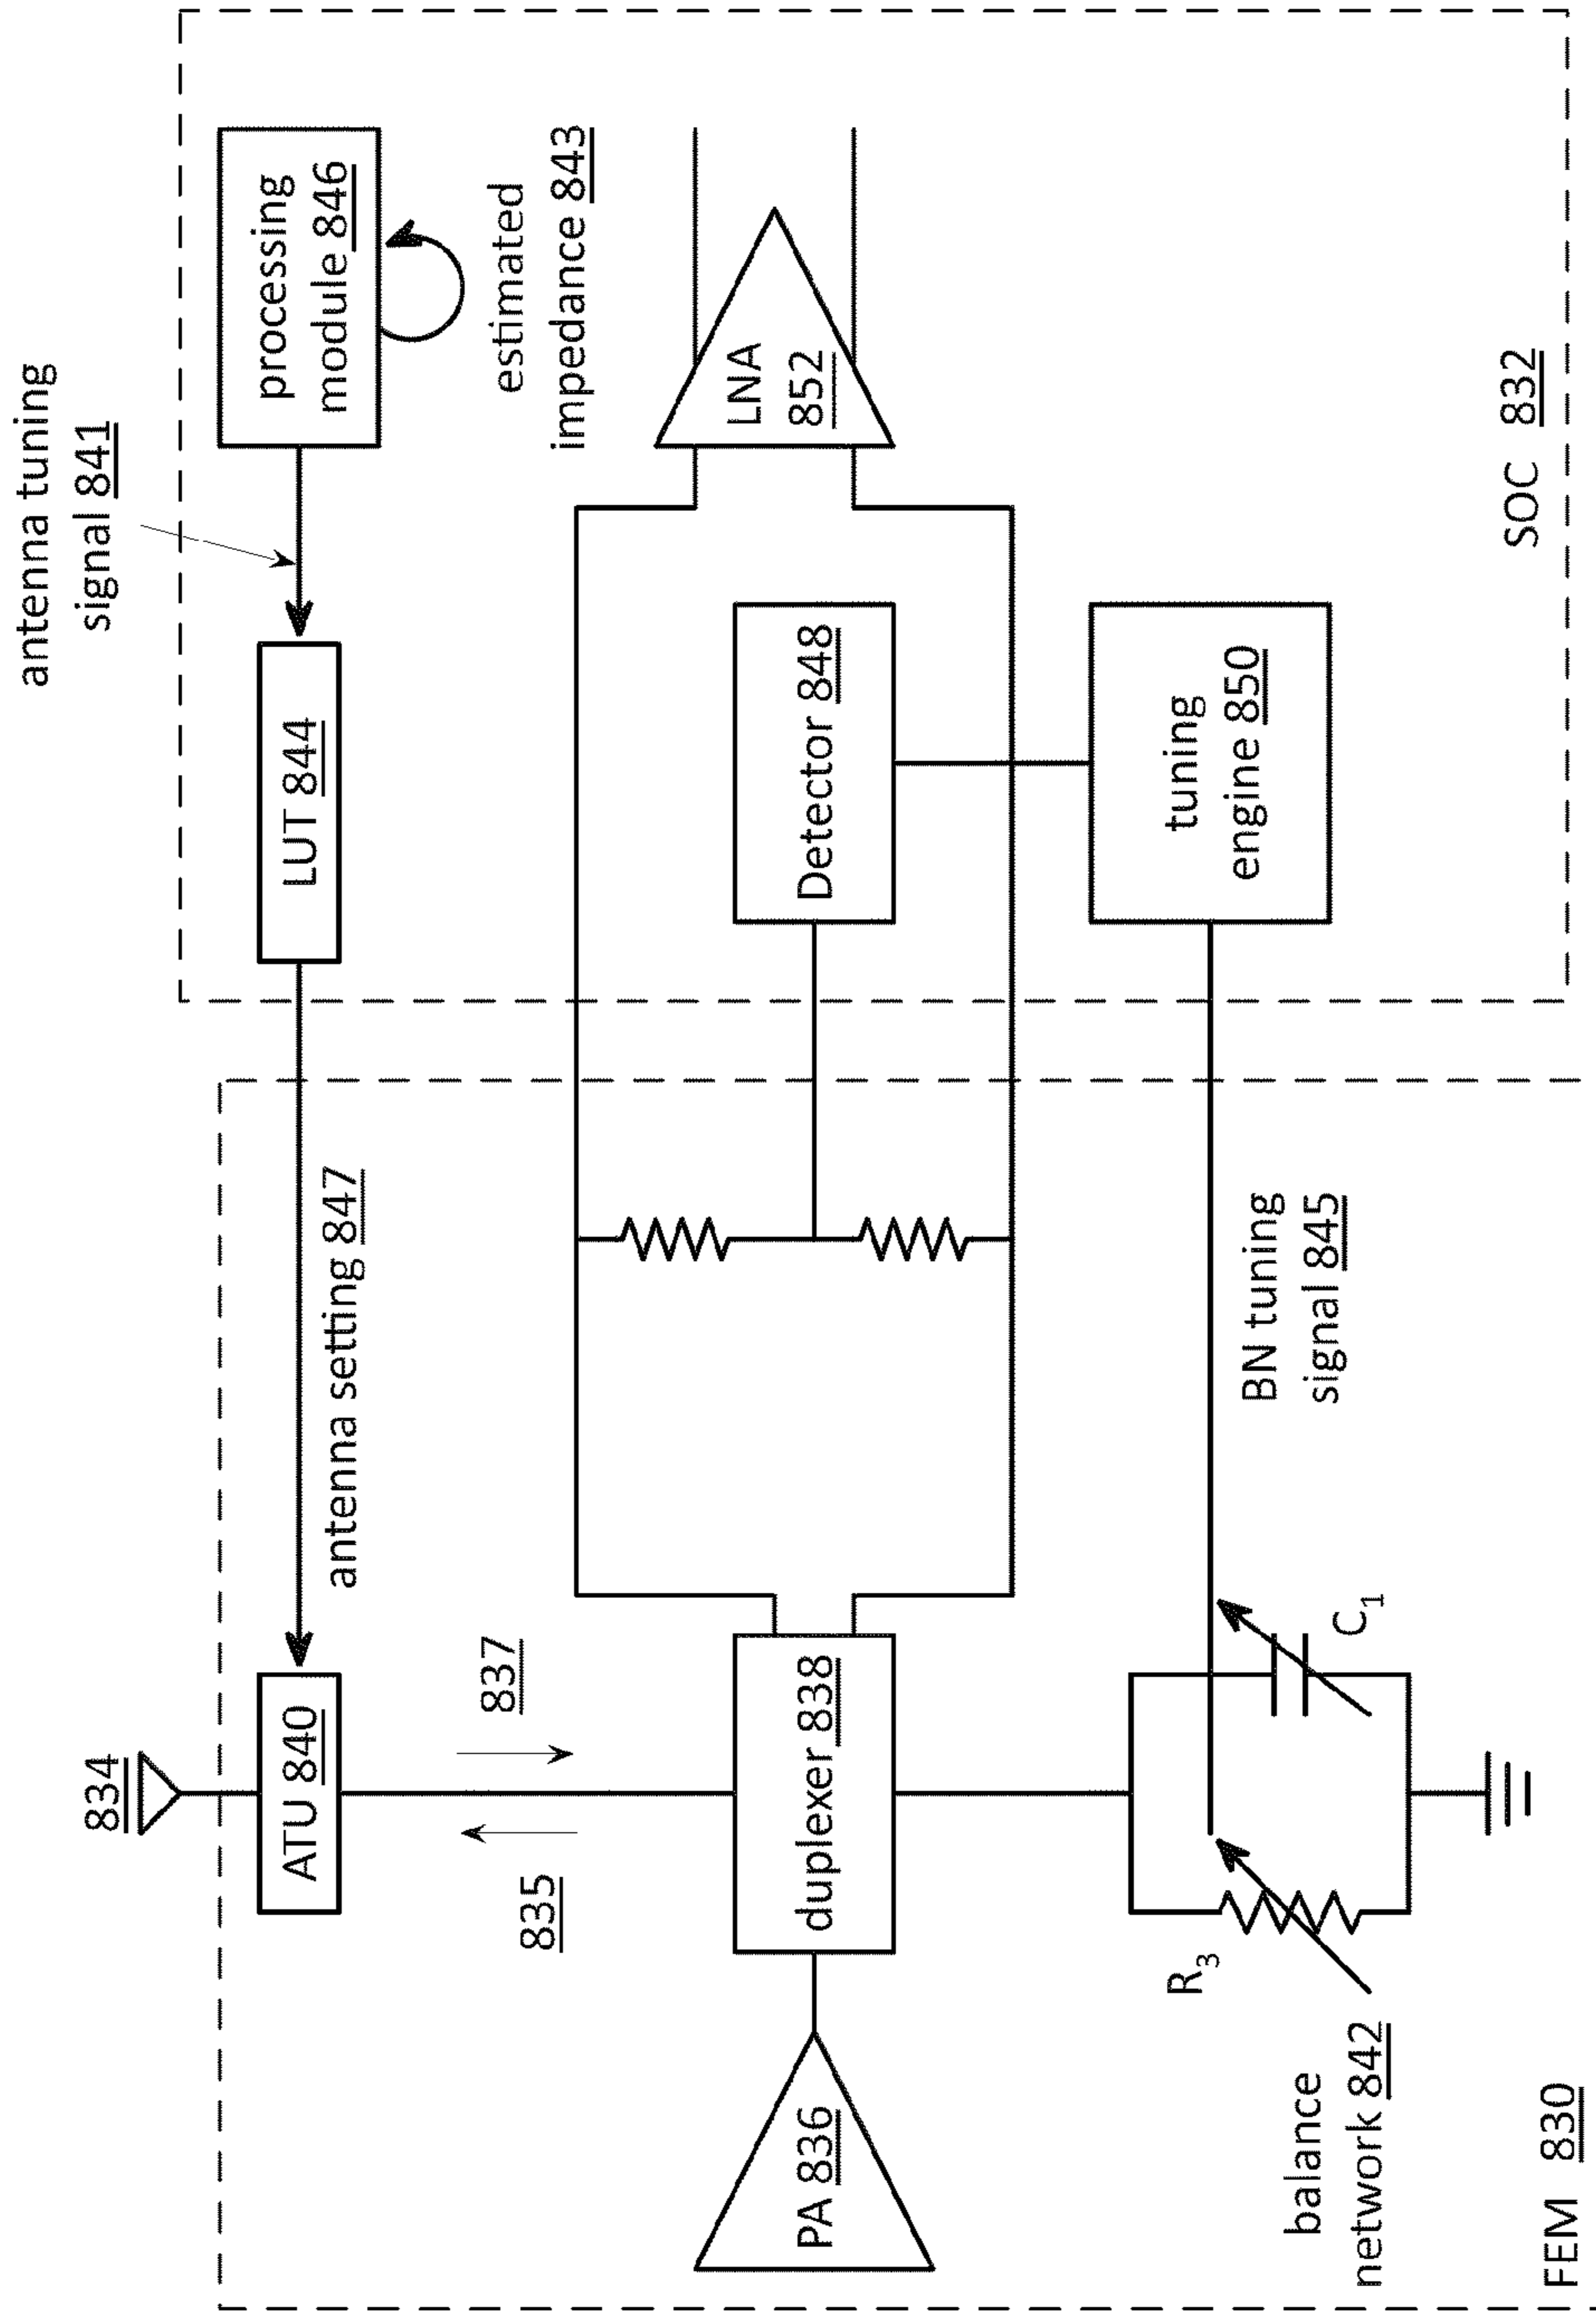 834
antenna tuning
signal 841
ATU 840
antenna setting 847
LUT 844
processing
module 846
835
837
estimated
impedance 843
PA 836
duplexer 838
Detector 848
LNA
852
R3
C1
BN tuning
signal 845
tuning
engine 850
balance
network 842
FEM 830
SOC 832